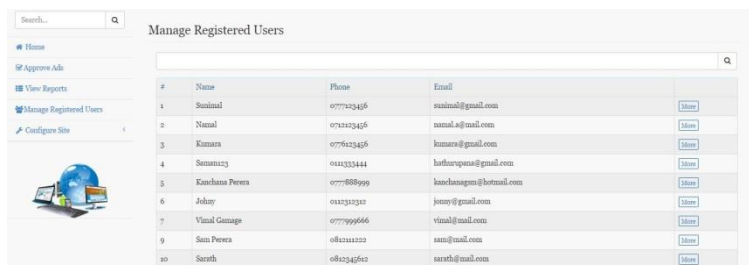 Search...
Manage Registered Users
Home
Approve Ads
View Reports
Manage Registered Users
Configure Site
# Name Phone Email
1 Sunimal 0777123456 sunimal@gmail.com More
2 Namal 0712123456 namal.a@mail.com More
3 Kumara 0776123456 kumara@gmail.com More
4 Saman123 0111333444 hathurupana@gmail.com More
5 Kanchana Perera 0777888999 kanchanagsm@hotmail.com More
6 Johny 0112312312 jonny@gmail.com More
7 Vimal Gamage 0777999666 vimal@mail.com More
9 Sam Perera 0812111222 sam@mail.com More
10 Sarath 0812345612 sarath@mail.com More